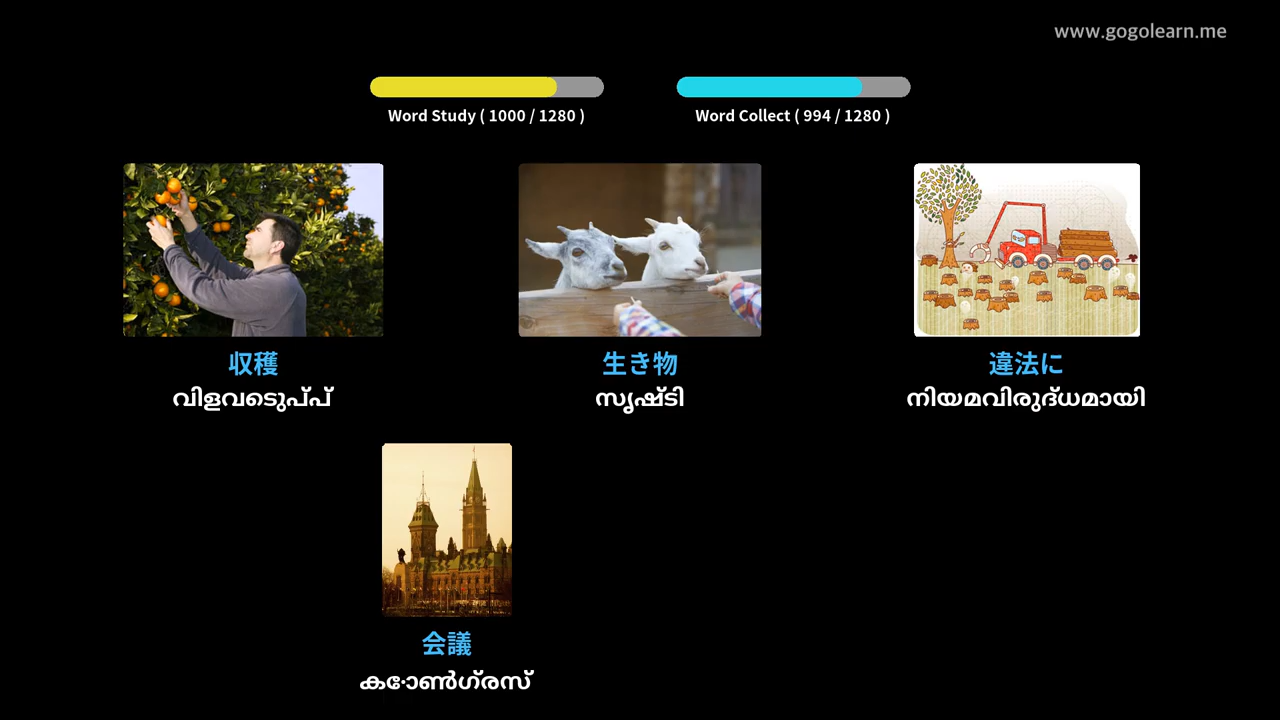 www.gogolearn.me
Word Study ( 1000 / 1280 )
Word Collect ( 994 / 1280 )
収穫
生き物
違法に
വിളവെടുപ്പ്
സൃഷ്ടി
നിയമവിരുദ്ധമായി
会議
കോൺഗ്രസ്